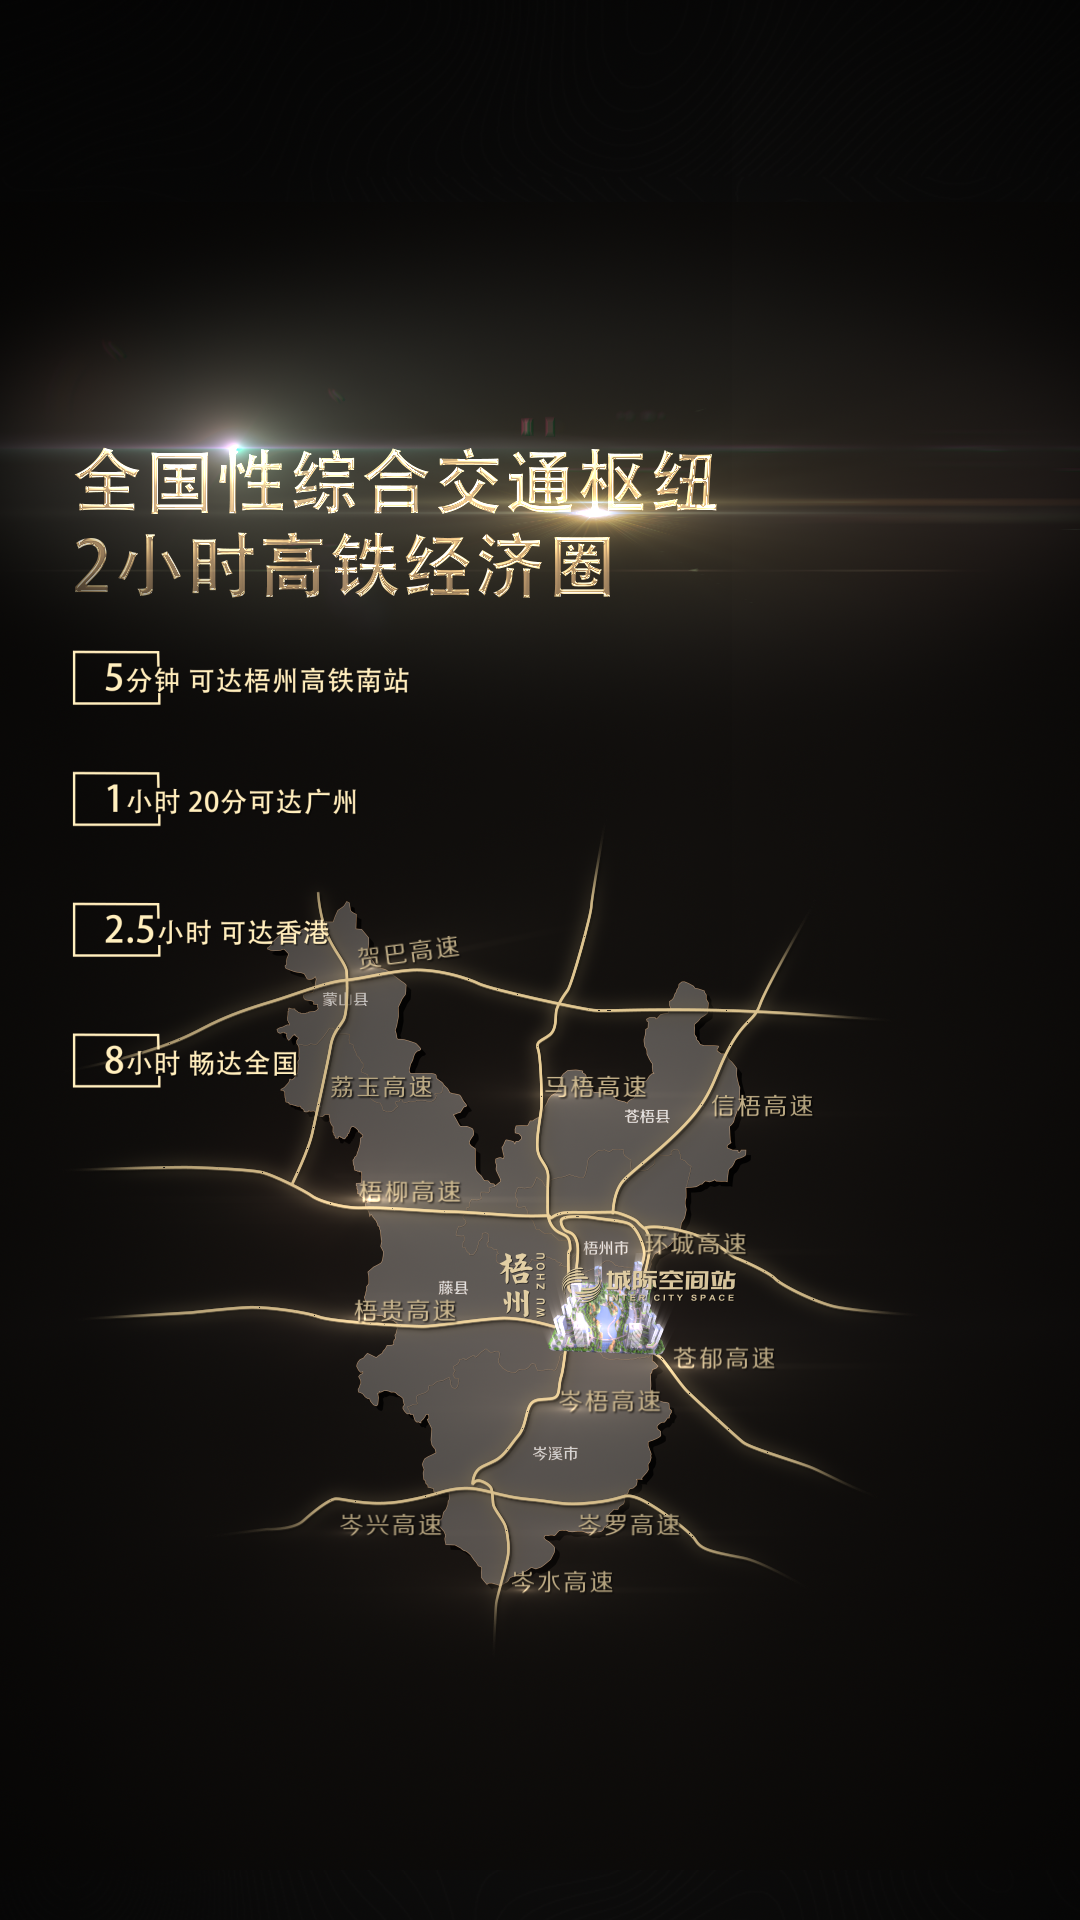 全国性综合交通枢纽
2小时高铁经济圈
5分钟 可达梧州高铁南站
1小时 20分可达广州
2.5小时 可达香港
贺巴高速
蒙山县
8小时 畅达全国
荔玉高速
马梧高速
信梧高速
苍梧县
梧柳高速
梧州市
环城高速
梧州
WU ZHOU
城际空间站
INTER CITY SPACE
藤县
梧贵高速
苍郁高速
岑梧高速
岑溪市
岑兴高速
岑罗高速
岑水高速